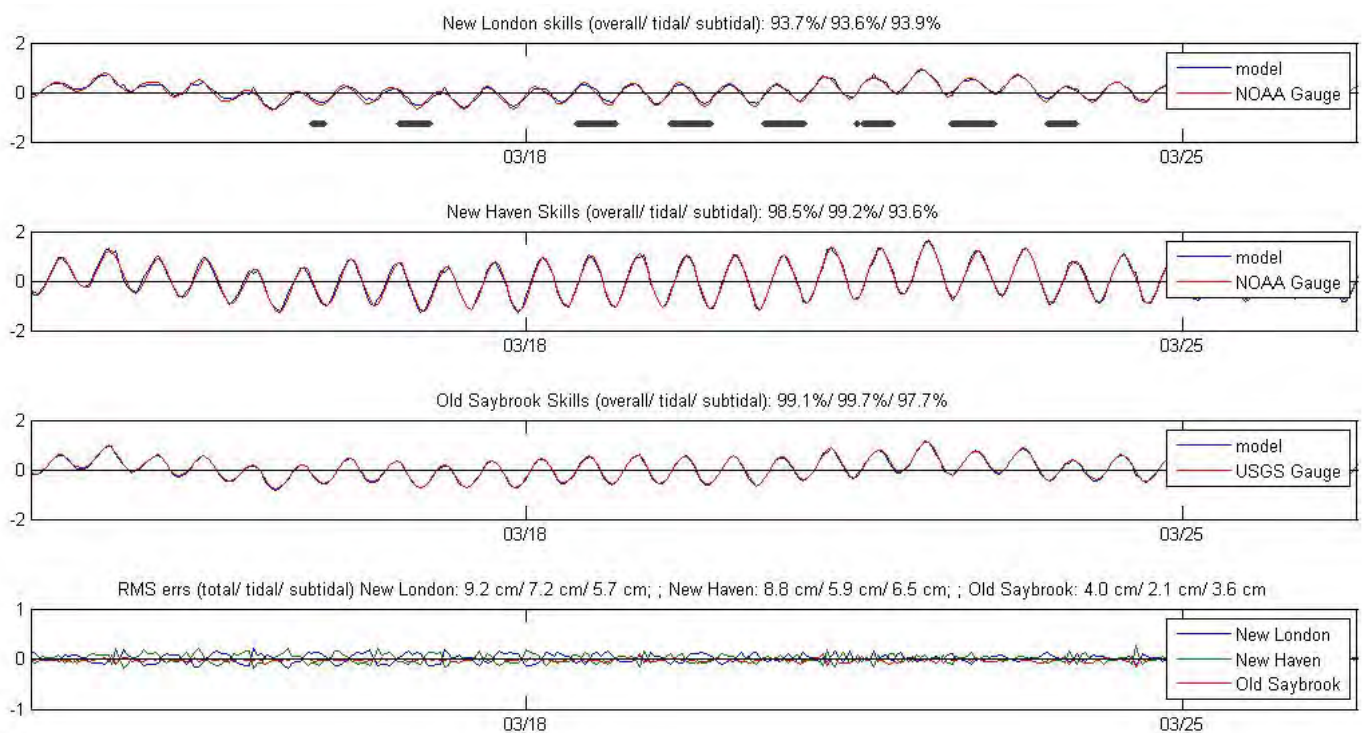 New London skills (overall/ tidal/ subtidal): 93.7%/ 93.6%/ 93.9%
2
0
-2
model
NOAA Gauge
03/18
03/25
New Haven Skills (overall/ tidal/ subtidal): 98.5%/ 99.2%/ 93.6%
2
0
-2
model
NOAA Gauge
03/18
03/25
Old Saybrook Skills (overall/ tidal/ subtidal): 99.1%/ 99.7%/ 97.7%
2
0
-2
model
USGS Gauge
03/18
03/25
RMS errs (total/ tidal/ subtidal) New London: 9.2 cm/ 7.2 cm/ 5.7 cm; ; New Haven: 8.8 cm/ 5.9 cm/ 6.5 cm; ; Old Saybrook: 4.0 cm/ 2.1 cm/ 3.6 cm
1
0
-1
New London
New Haven
Old Saybrook
03/18
03/25